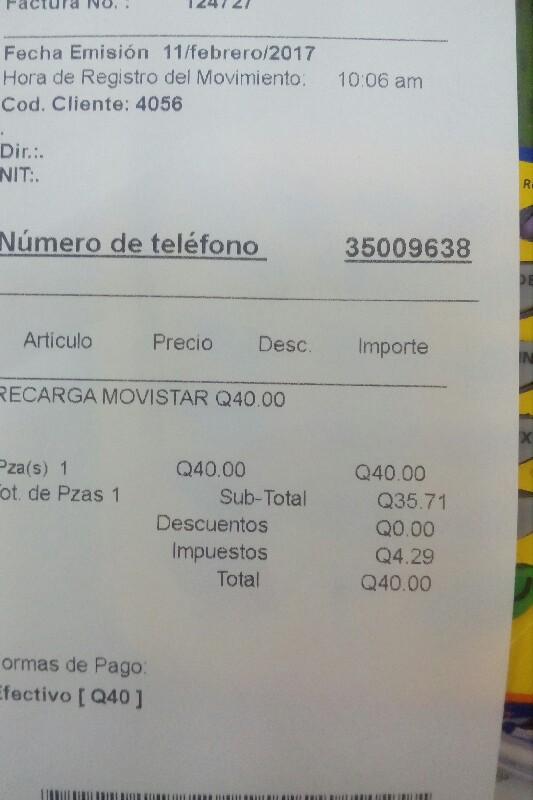 Factura No. : 124727
Fecha Emisión 11/febrero/2017
Hora de Registro del Movimiento: 10:06 am
Cod. Cliente: 4056
.
Dir.:.
NIT:.
Número de teléfono 35009638
Articulo Precio Desc. Importe
RECARGA MOVISTAR Q40.00
Pza(s) 1 Q40.00 Q40.00
ot. de Pzas 1 Sub-Total Q35.71
Descuentos Q0.00
Impuestos Q4.29
Total Q40.00
ormas de Pago:
Efectivo [ Q40 ]